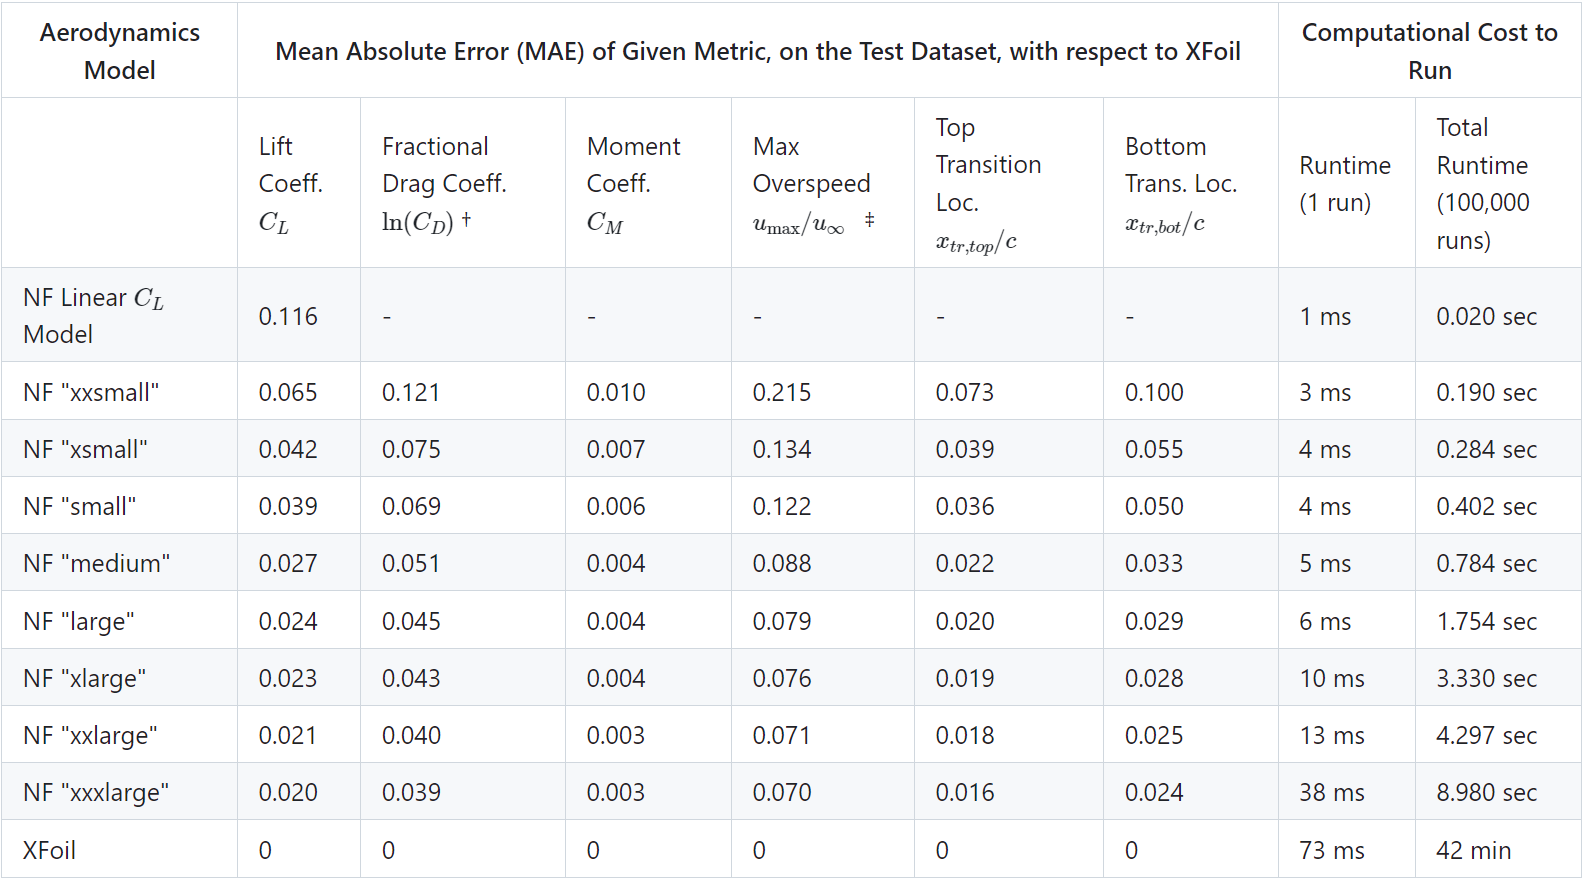 Aerodynamics Model | Mean Absolute Error (MAE) of Given Metric, on the Test Dataset, with respect to XFoil | Computational Cost to Run
Lift Coeff. C_L | Fractional Drag Coeff. ln(C_D) † | Moment Coeff. C_M | Max Overspeed u_max/u_∞ ‡ | Top Transition Loc. x_tr,top/c | Bottom Trans. Loc. x_tr,bot/c | Runtime (1 run) | Total Runtime (100,000 runs)
NF Linear C_L Model | 0.116 | - | - | - | - | - | 1 ms | 0.020 sec
NF "xxsmall" | 0.065 | 0.121 | 0.010 | 0.215 | 0.073 | 0.100 | 3 ms | 0.190 sec
NF "xsmall" | 0.042 | 0.075 | 0.007 | 0.134 | 0.039 | 0.055 | 4 ms | 0.284 sec
NF "small" | 0.039 | 0.069 | 0.006 | 0.122 | 0.036 | 0.050 | 4 ms | 0.402 sec
NF "medium" | 0.027 | 0.051 | 0.004 | 0.088 | 0.022 | 0.033 | 5 ms | 0.784 sec
NF "large" | 0.024 | 0.045 | 0.004 | 0.079 | 0.020 | 0.029 | 6 ms | 1.754 sec
NF "xlarge" | 0.023 | 0.043 | 0.004 | 0.076 | 0.019 | 0.028 | 10 ms | 3.330 sec
NF "xxlarge" | 0.021 | 0.040 | 0.003 | 0.071 | 0.018 | 0.025 | 13 ms | 4.297 sec
NF "xxxlarge" | 0.020 | 0.039 | 0.003 | 0.070 | 0.016 | 0.024 | 38 ms | 8.980 sec
XFoil | 0 | 0 | 0 | 0 | 0 | 0 | 73 ms | 42 min